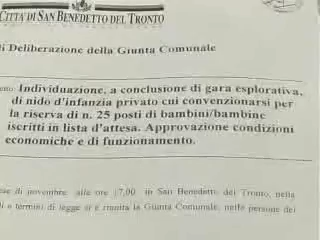 CITTÀ DI SAN BENEDETTO DEL TRONTO
di Deliberazione della Giunta Comunale
Individuazione, a conclusione di gara esplorativa,
di nido d'infanzia privato cui convenzionarsi per
la riserva di n. 25 posti di bambini/bambine
iscritti in lista d'attesa. Approvazione condizioni
economiche e di funzionamento.
di novembre alle ore 17,00 in San Benedetto del Tronto, nella
e termini di legge si è riunita la Giunta Comunale, nelle persone dei